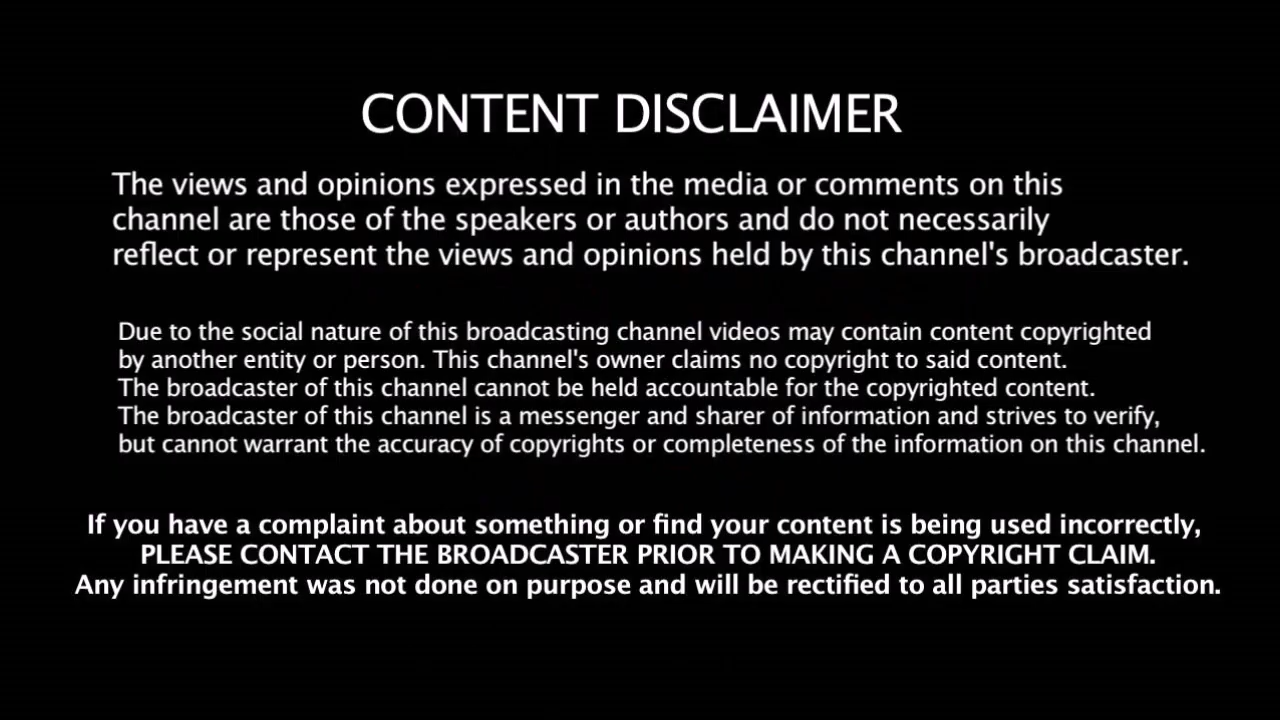 CONTENT DISCLAIMER
The views and opinions expressed in the media or comments on this
channel are those of the speakers or authors and do not necessarily
reflect or represent the views and opinions held by this channel's broadcaster.
Due to the social nature of this broadcasting channel videos may contain content copyrighted
by another entity or person. This channel's owner claims no copyright to said content.
The broadcaster of this channel cannot be held accountable for the copyrighted content.
The broadcaster of this channel is a messenger and sharer of information and strives to verify,
but cannot warrant the accuracy of copyrights or completeness of the information on this channel.
If you have a complaint about something or find your content is being used incorrectly,
PLEASE CONTACT THE BROADCASTER PRIOR TO MAKING A COPYRIGHT CLAIM.
Any infringement was not done on purpose and will be rectified to all parties satisfaction.